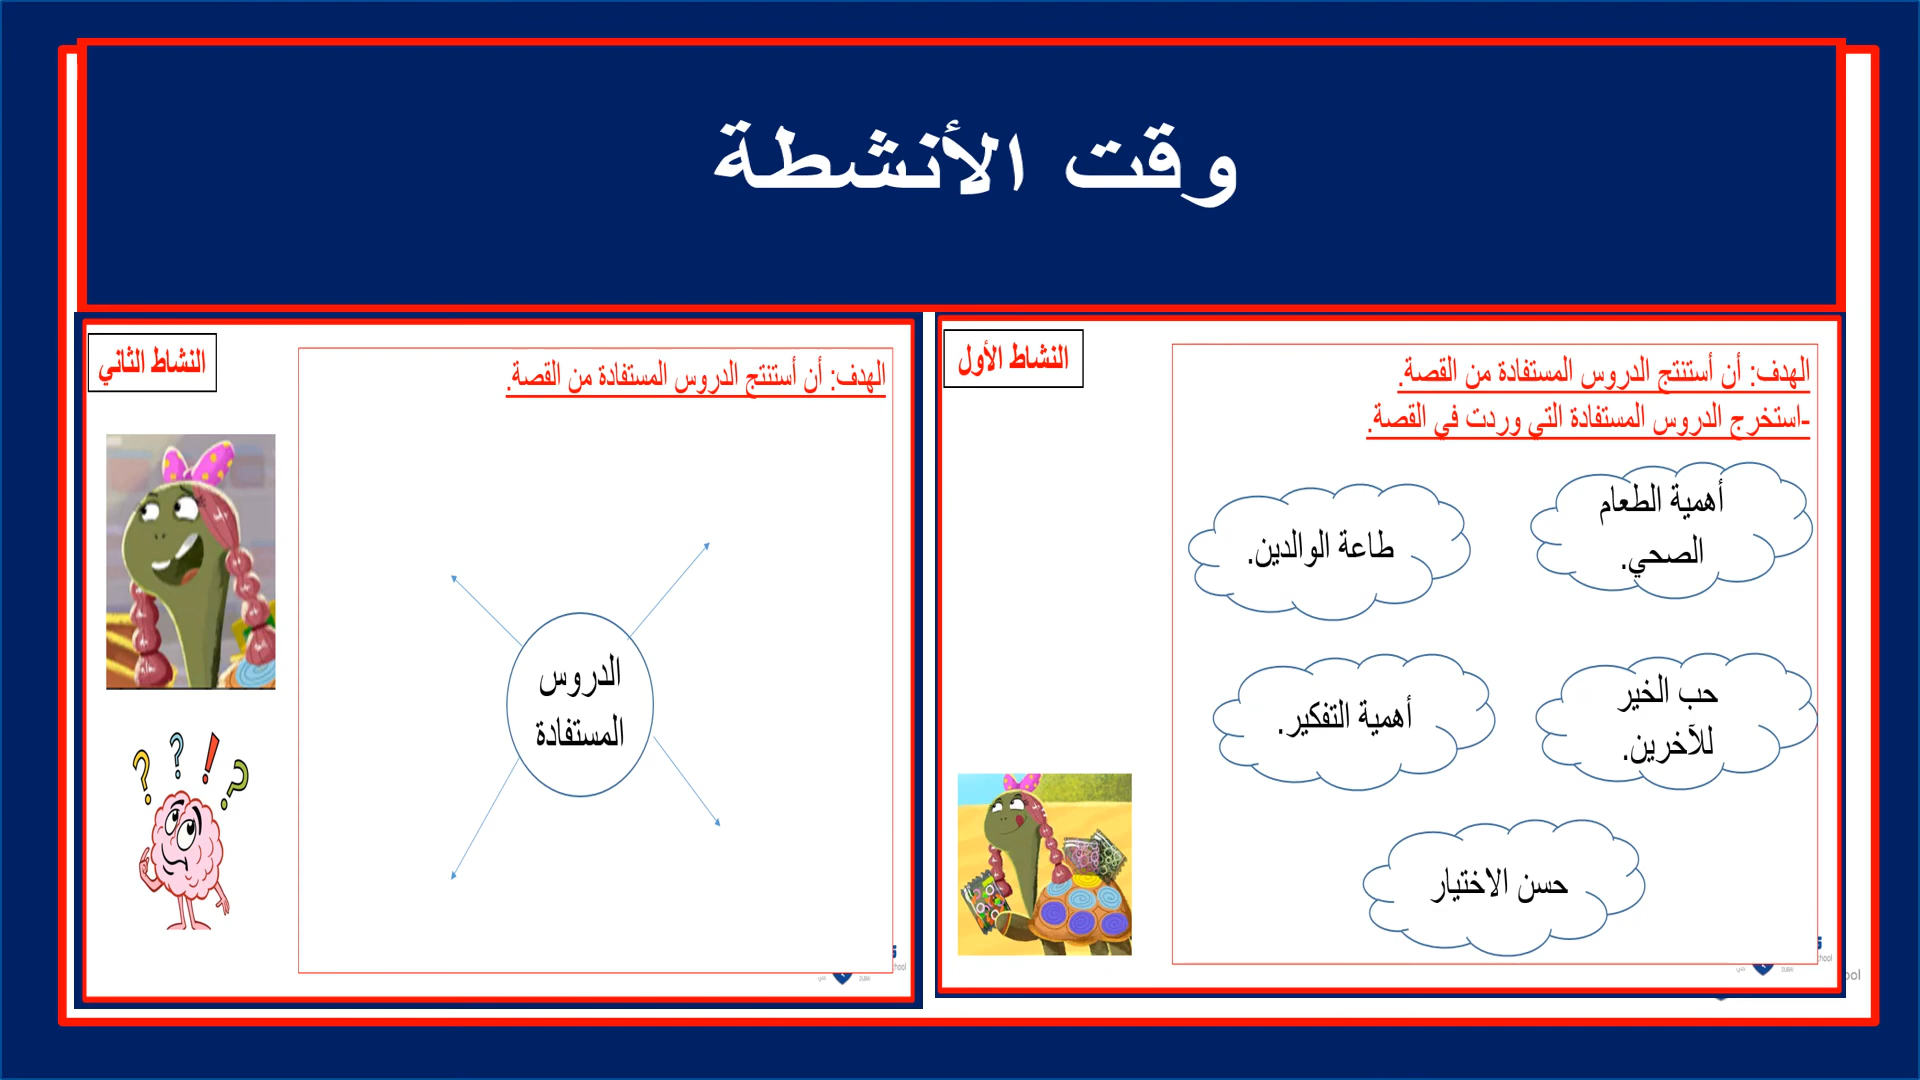 وقت الأنشطة
النشاط الأول
الهدف: أن أستنتج الدروس المستفادة من القصة.
-استخرج الدروس المستفادة التي وردت في القصة.
أهمية الطعام
الصحي.
طاعة الوالدين.
حب الخير
للآخرين.
أهمية التفكير.
حسن الاختيار
النشاط الثاني
الهدف: أن أستنتج الدروس المستفادة من القصة.
الدروس
المستفادة